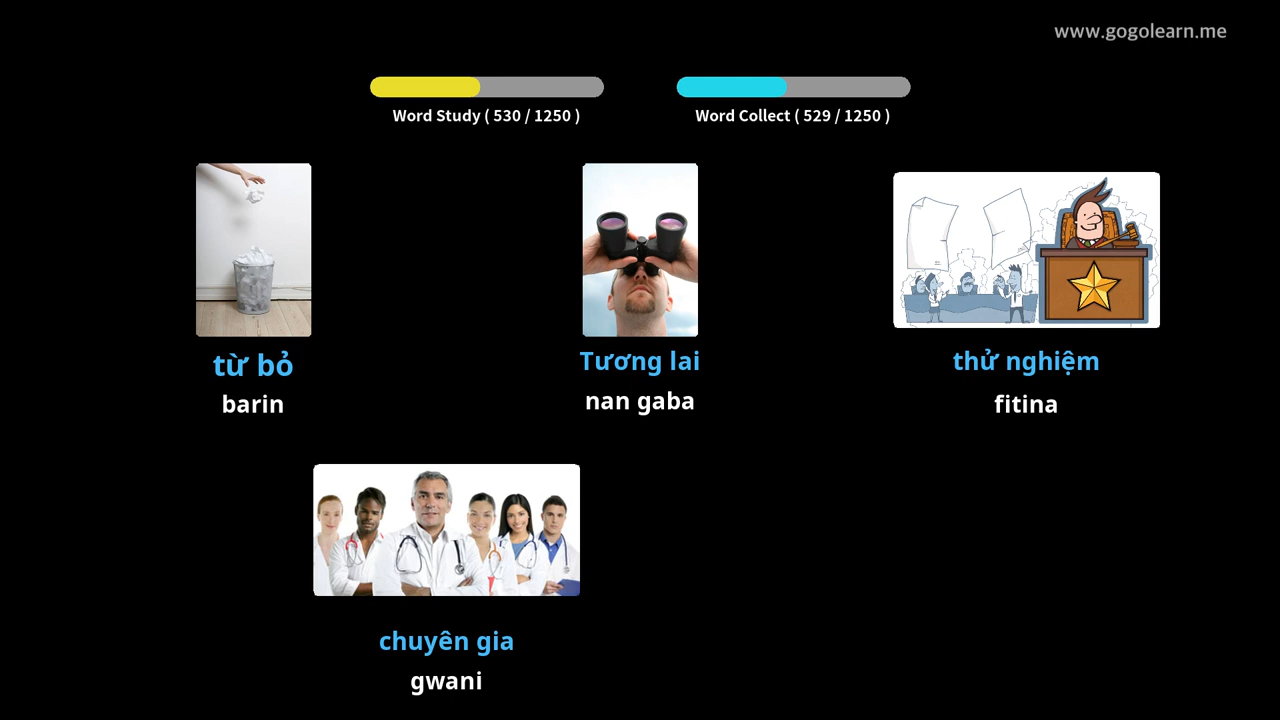 www.gogolearn.me
Word Study ( 530 / 1250 )
Word Collect ( 529 / 1250 )
từ bỏ
barin
Tương lai
nan gaba
thử nghiệm
fitina
chuyên gia
gwani